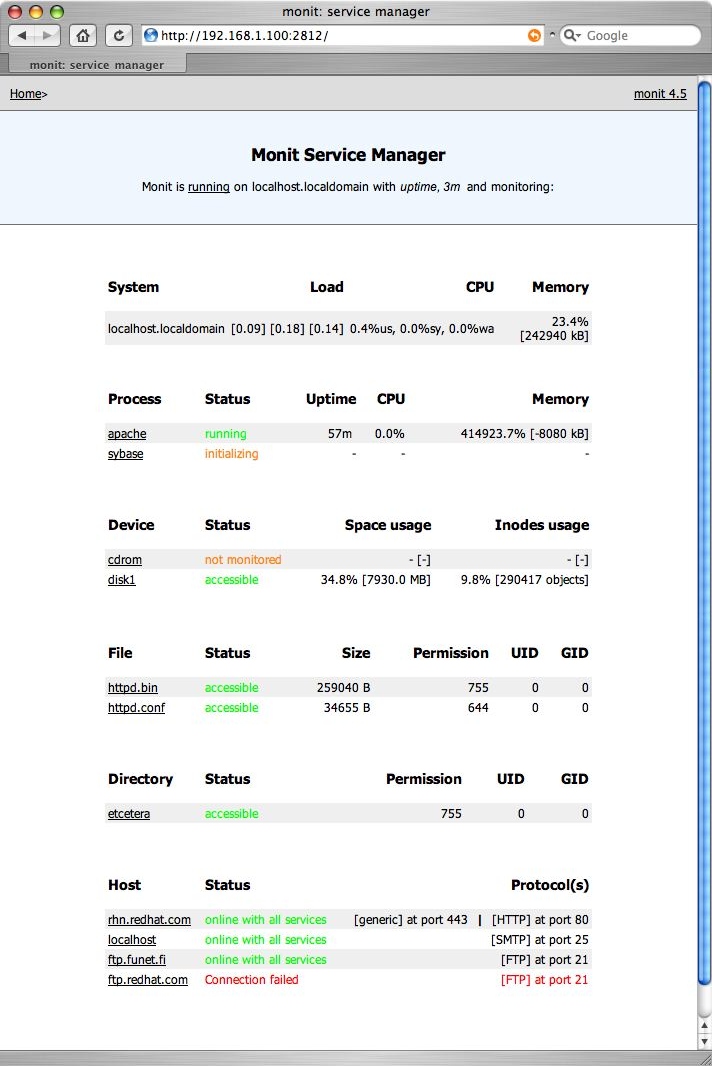 monit: service manager
http://192.168.1.100:2812/ Google
monit: service manager
Home> monit 4.5
Monit Service Manager
Monit is running on localhost.localdomain with uptime, 3m and monitoring:
System Load CPU Memory
localhost.localdomain [0.09] [0.18] [0.14] 0.4%us, 0.0%sy, 0.0%wa 23.4%
[242940 kB]
Process Status Uptime CPU Memory
apache running 57m 0.0% 414923.7% [-8080 kB]
sybase initializing - - -
Device Status Space usage Inodes usage
cdrom not monitored - [-] - [-]
disk1 accessible 34.8% [7930.0 MB] 9.8% [290417 objects]
File Status Size Permission UID GID
httpd.bin accessible 259040 B 755 0 0
httpd.conf accessible 34655 B 644 0 0
Directory Status Permission UID GID
etcetera accessible 755 0 0
Host Status Protocol(s)
rhn.redhat.com online with all services [generic] at port 443 | [HTTP] at port 80
localhost online with all services [SMTP] at port 25
ftp.funet.fi online with all services [FTP] at port 21
ftp.redhat.com Connection failed [FTP] at port 21